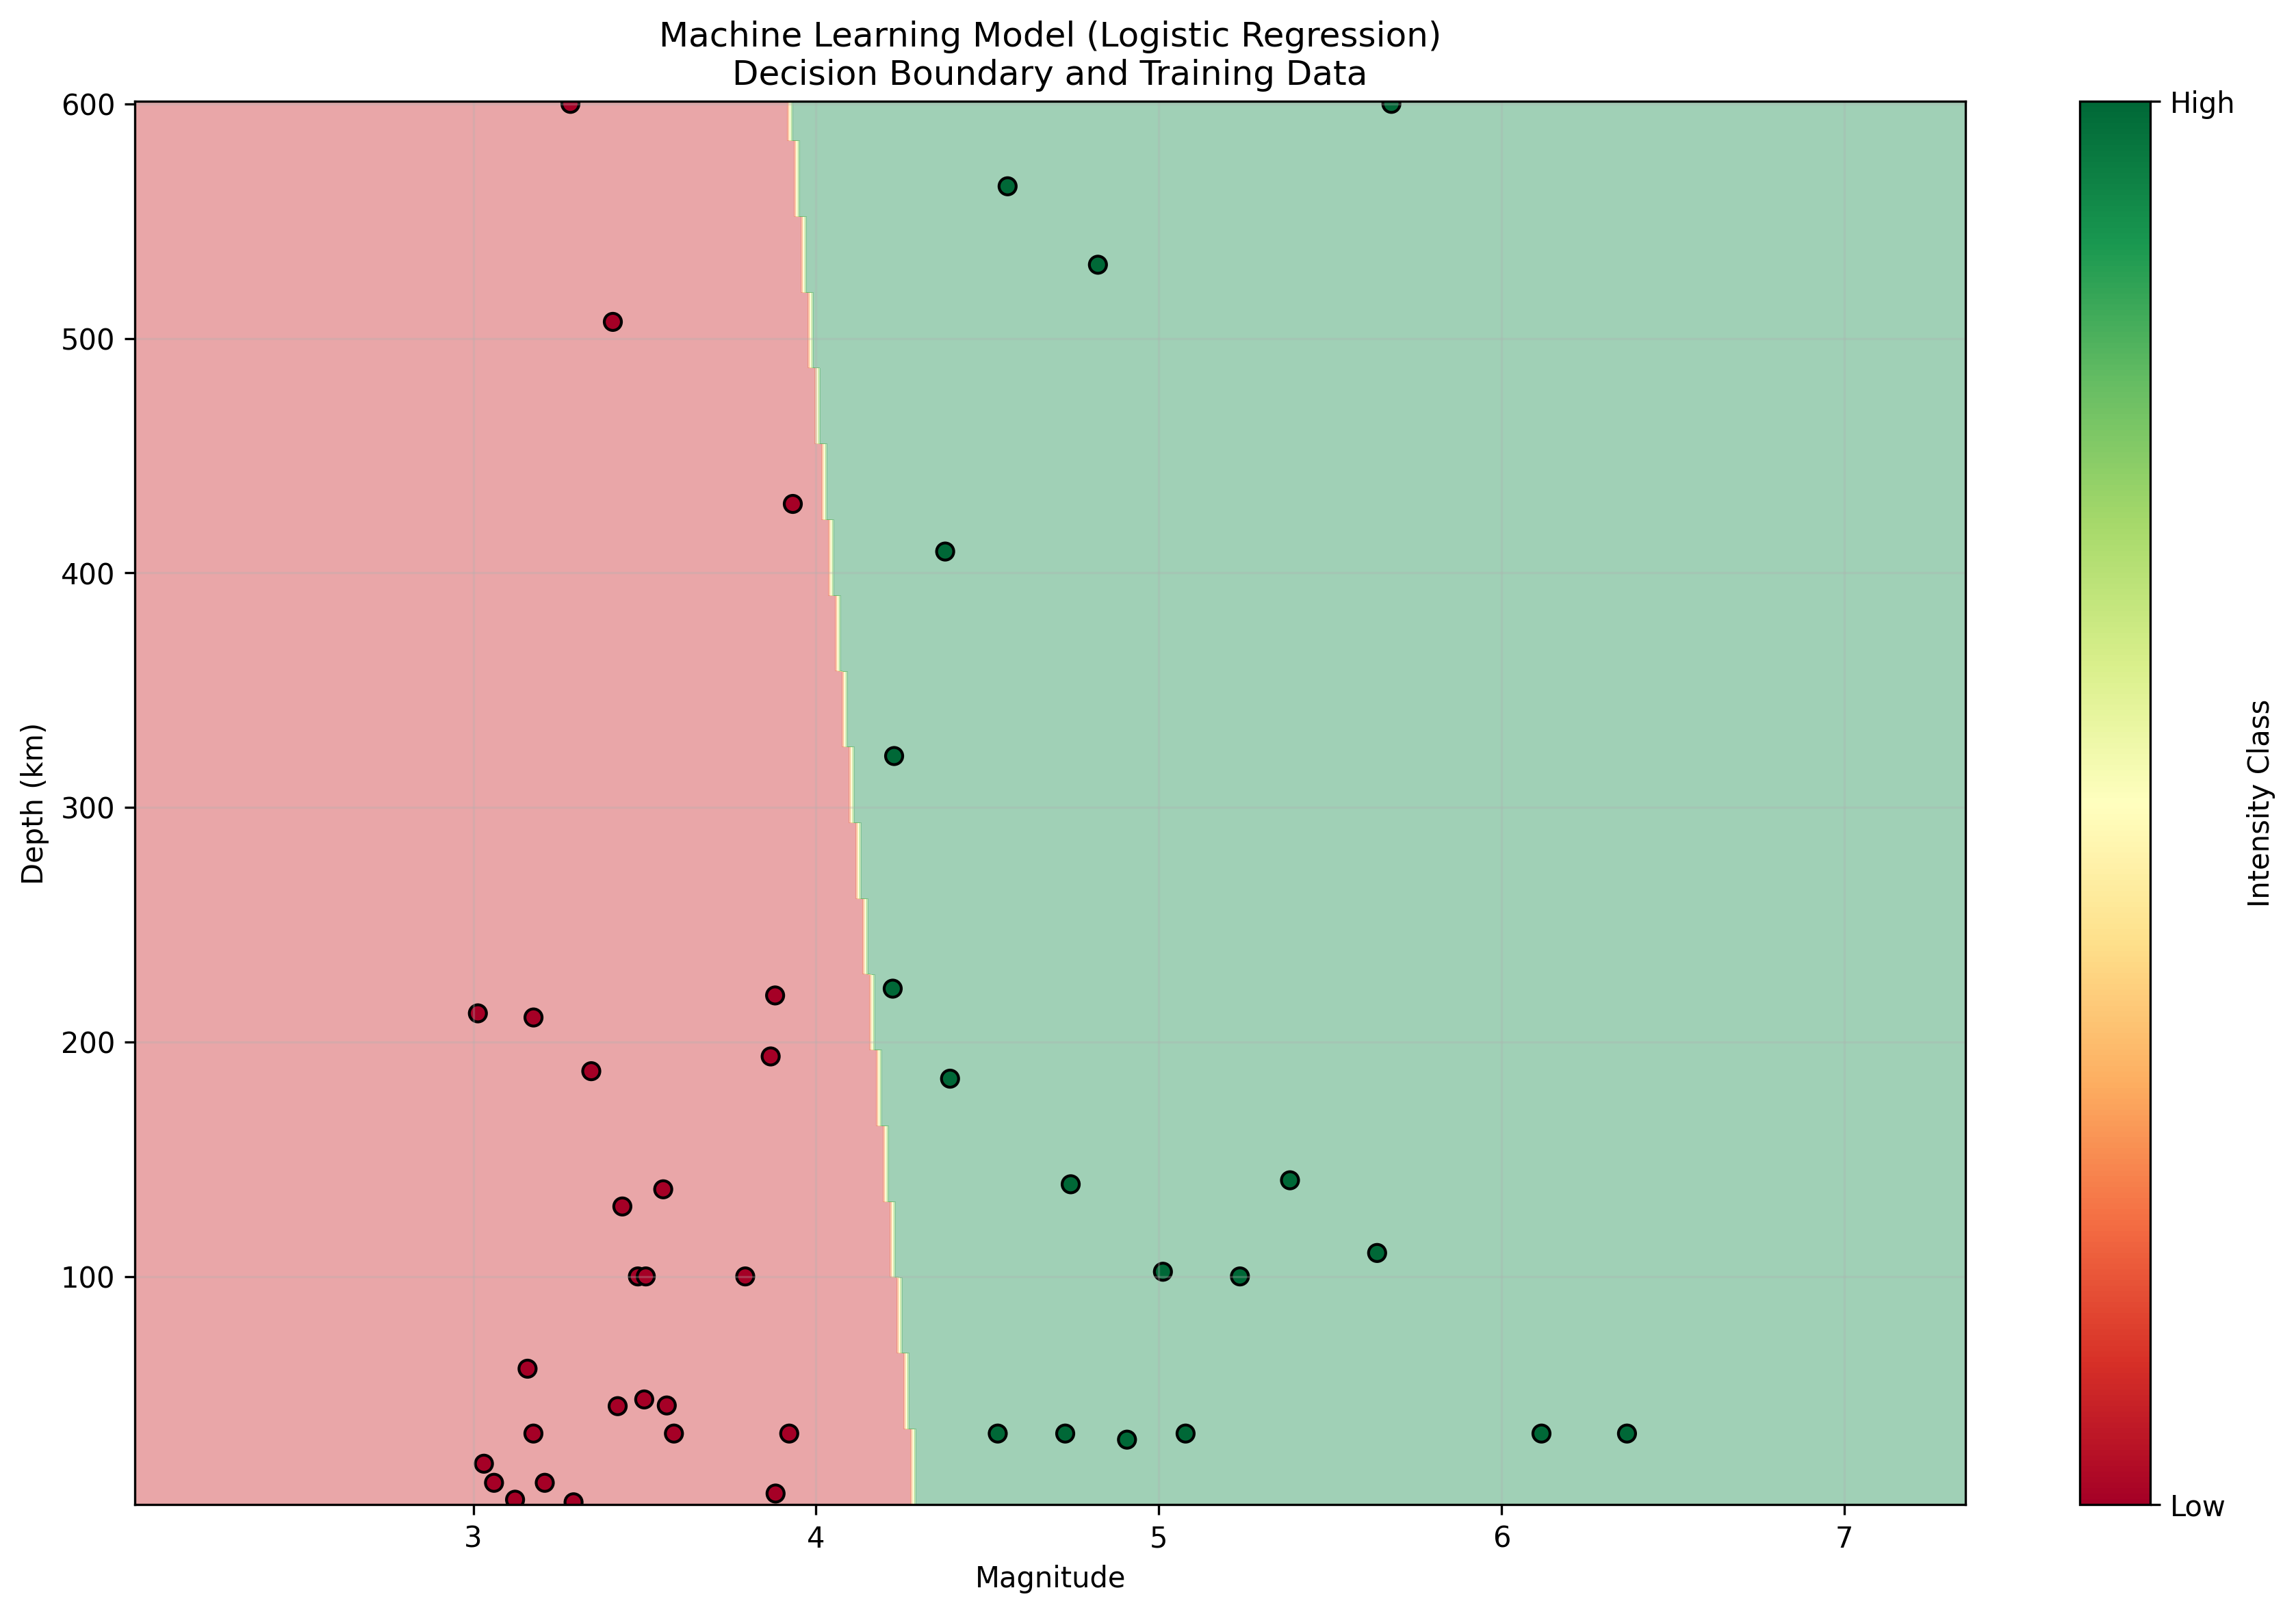 Machine Learning Model (Logistic Regression)
Decision Boundary and Training Data
600
500
400
300
200
100
Depth (km)
3 4 5 6 7
Magnitude
High
Low
Intensity Class